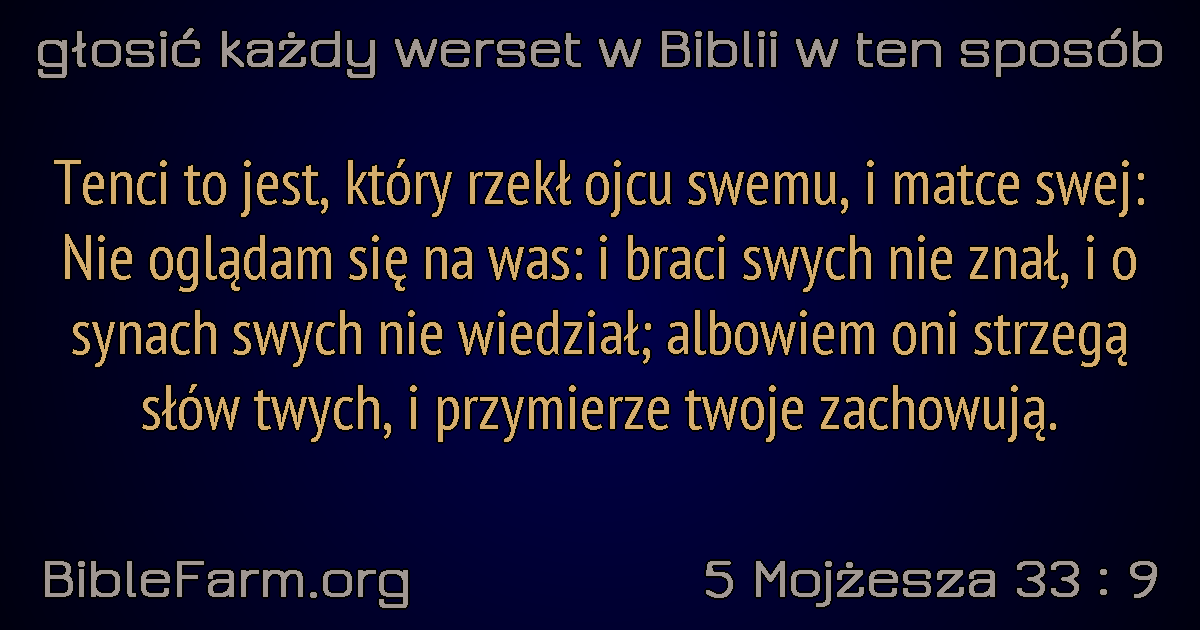 głosić każdy werset w Biblii w ten sposób
Tenci to jest, który rzekł ojcu swemu, i matce swej:
Nie oglądam się na was: i braci swych nie znał, i o
synach swych nie wiedział; albowiem oni strzegą
słów twych, i przymierze twoje zachowują.
BibleFarm.org
5 Mojżesza 33 : 9